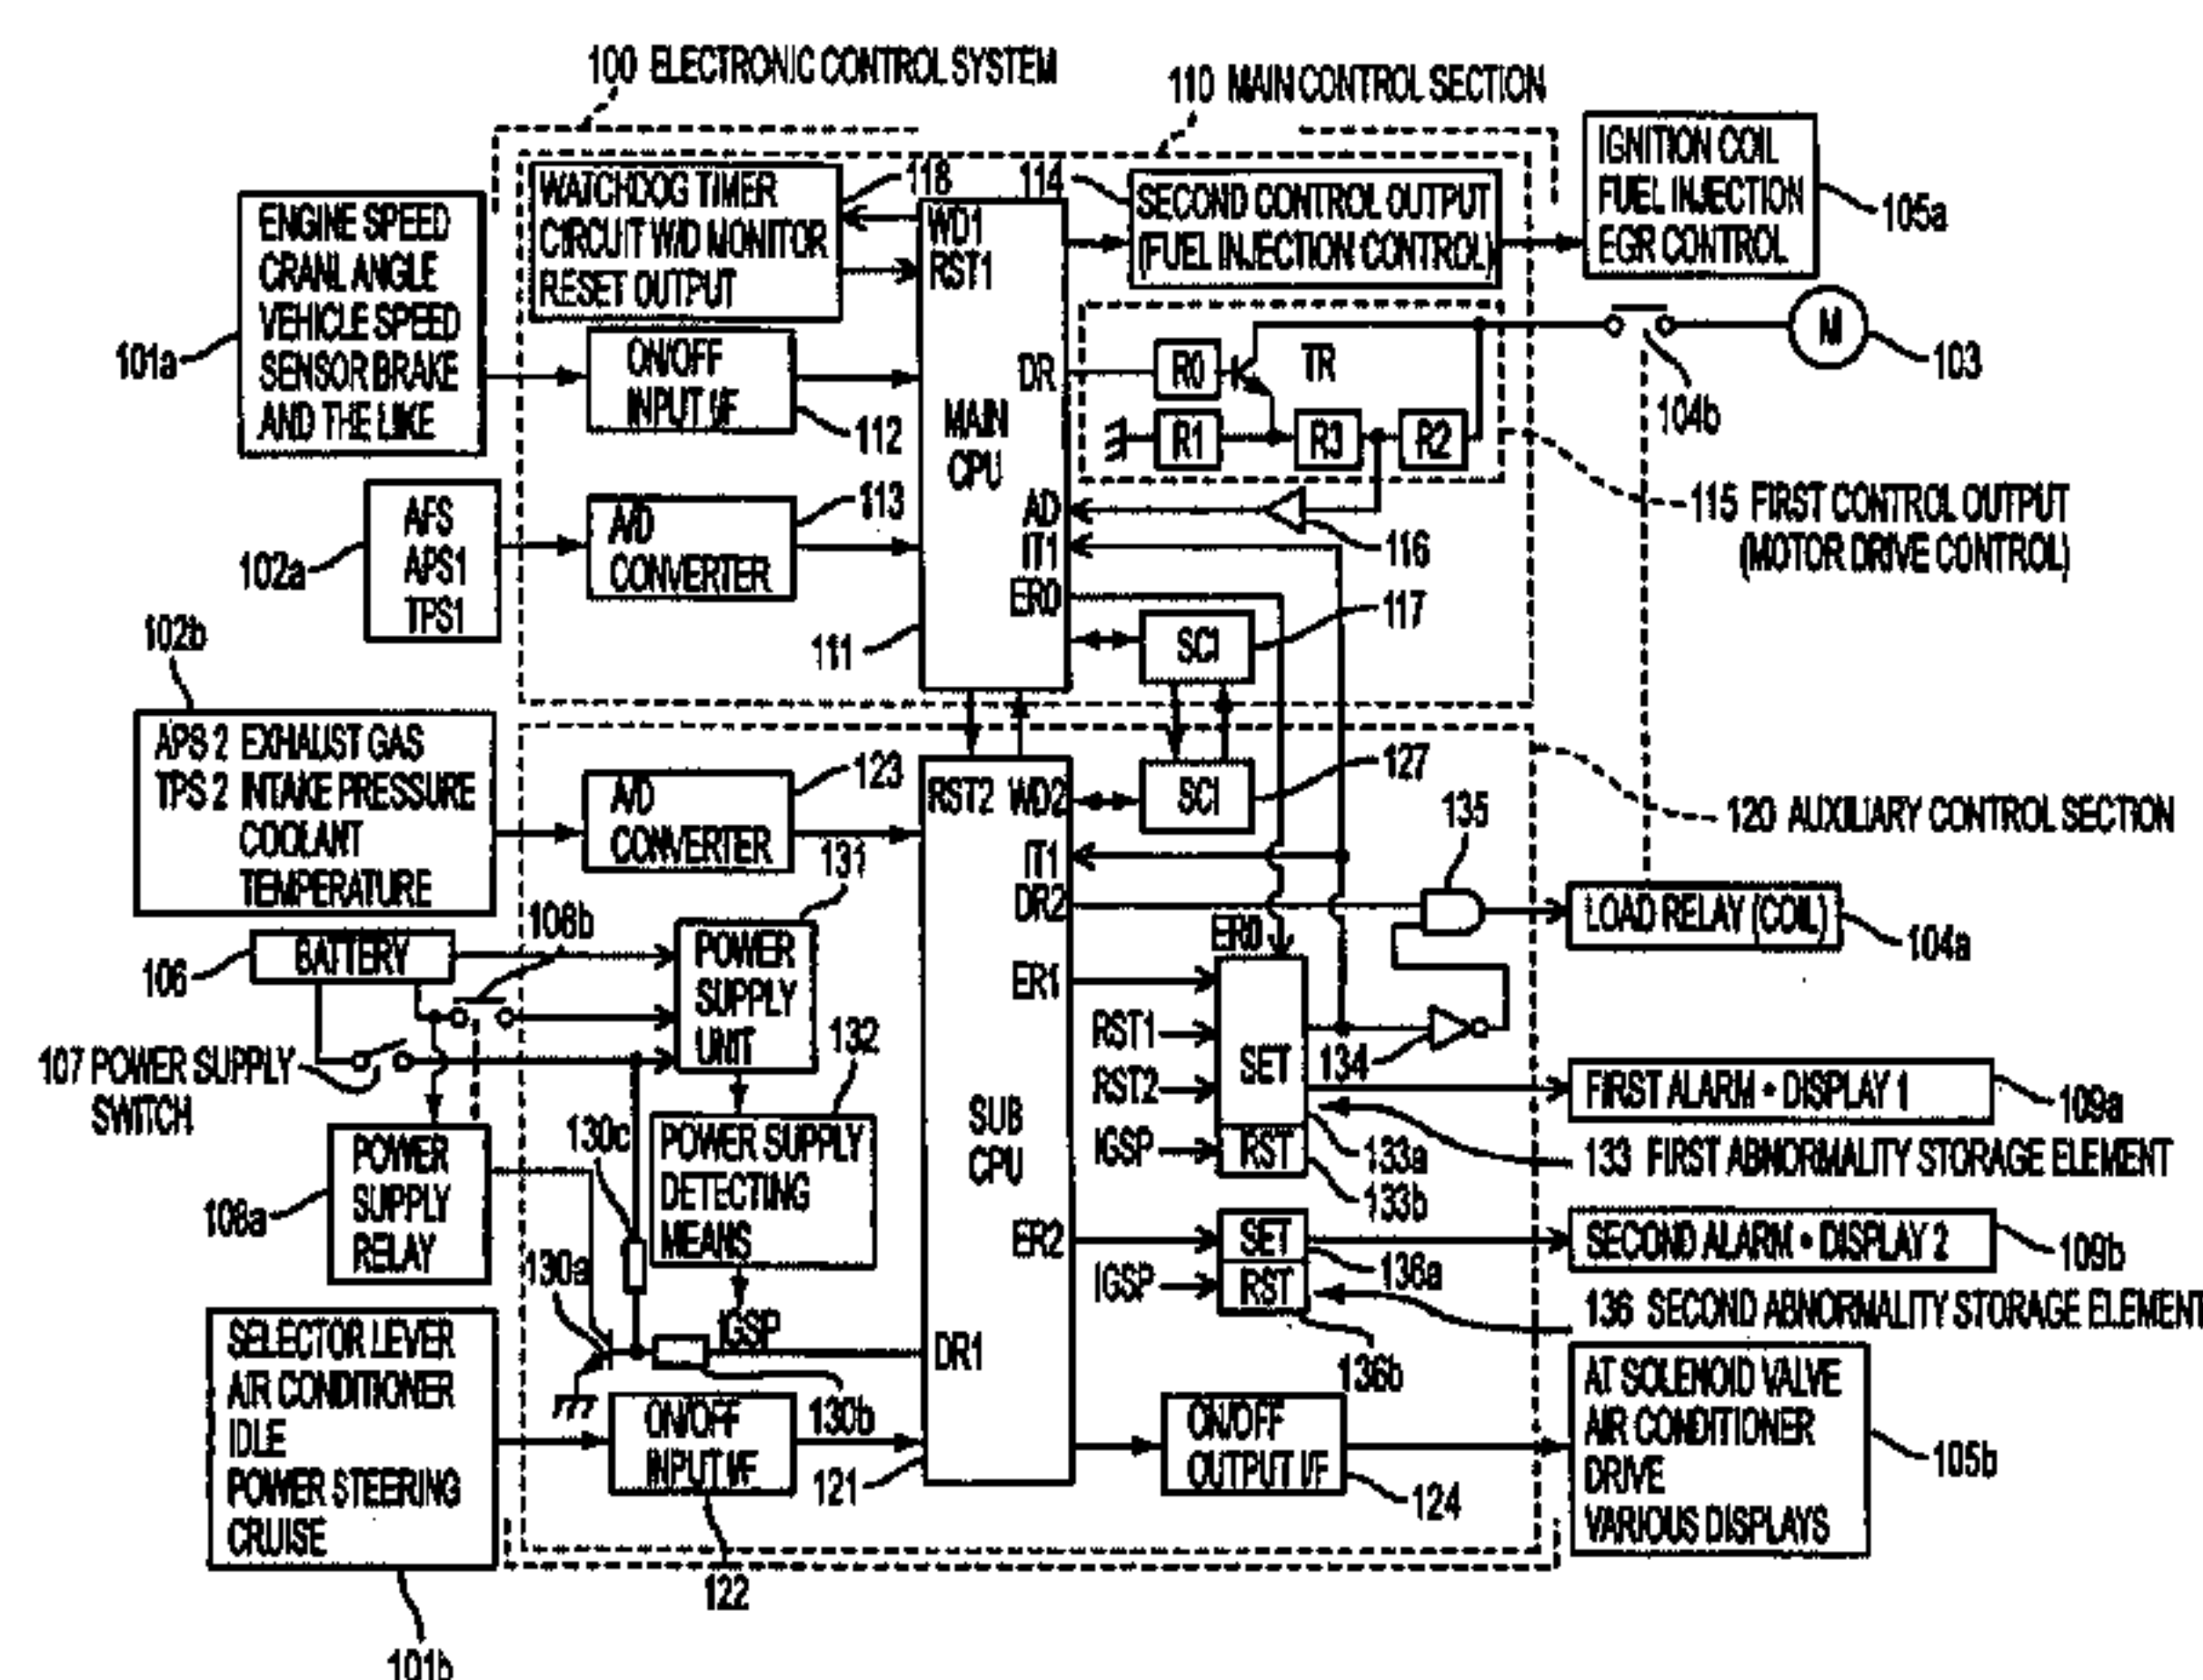 100 ELECTRONIC CONTROL SYSTEM
110 MAIN CONTROL SECTION
ENGINE SPEED
CRANL ANGLE
VEHICLE SPEED
SENSOR BRAKE
AND THE LIKE
101a
WATCHDOG TIMER
CIRCUIT W/D MONITOR
RESET OUTPUT
118
WD1
RST1
114
SECOND CONTROL OUTPUT
(FUEL INJECTION CONTROL)
IGNITION COIL
FUEL INJECTION
EGR CONTROL
105a
ON/OFF
INPUT I/F
112
DR
MAIN
CPU
R0
TR
R1
R3
R2
M
103
104b
AFS
APS1
TPS1
102a
A/D
CONVERTER
113
AD
IT1
ER0
116
115 FIRST CONTROL OUTPUT
(MOTOR DRIVE CONTROL)
117
SCI
111
102b
APS 2 EXHAUST GAS
TPS 2 INTAKE PRESSURE
COOLANT
TEMPERATURE
A/D
CONVERTER
123
131
RST2 WD2
SCI
127
IT1
DR2
135
120 AUXILIARY CONTROL SECTION
LOAD RELAY (COIL)
104a
BATTERY
106
108b
POWER
SUPPLY
UNIT
132
107 POWER SUPPLY
SWITCH
ER0
ER1
RST1
RST2
IGSP
SET
RST
134
133a
133b
FIRST ALARM • DISPLAY 1
109a
133 FIRST ABNORMALITY STORAGE ELEMENT
POWER
SUPPLY
RELAY
108a
130c
POWER SUPPLY
DETECTING
MEANS
SUB
CPU
ER2
IGSP
SET
RST
136a
136b
SECOND ALARM • DISPLAY 2
109b
136 SECOND ABNORMALITY STORAGE ELEMENT
130a
IGSP
DR1
130b
SELECTOR LEVER
AIR CONDITIONER
IDLE
POWER STEERING
CRUISE
101b
ON/OFF
INPUT I/F
122
121
ON/OFF
OUTPUT I/F
124
AT SOLENOID VALVE
AIR CONDITIONER
DRIVE
VARIOUS DISPLAYS
105b